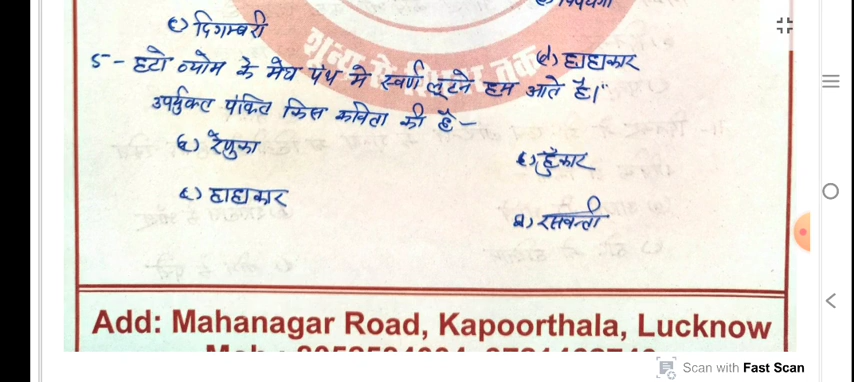 c) दिगम्बरी
d) हाहाकार
5- हटो व्योम के मेघ पंथ मे स्वर्ण लूटने हम आते है।"
उपर्युक्त पंक्ति किस कविता की है-
रेणुका
हुँकार
c) हाहाकार
रसवन्ती
शून्य से
तक
Add: Mahanagar Road, Kapoorthala, Lucknow
Scan with Fast Scan